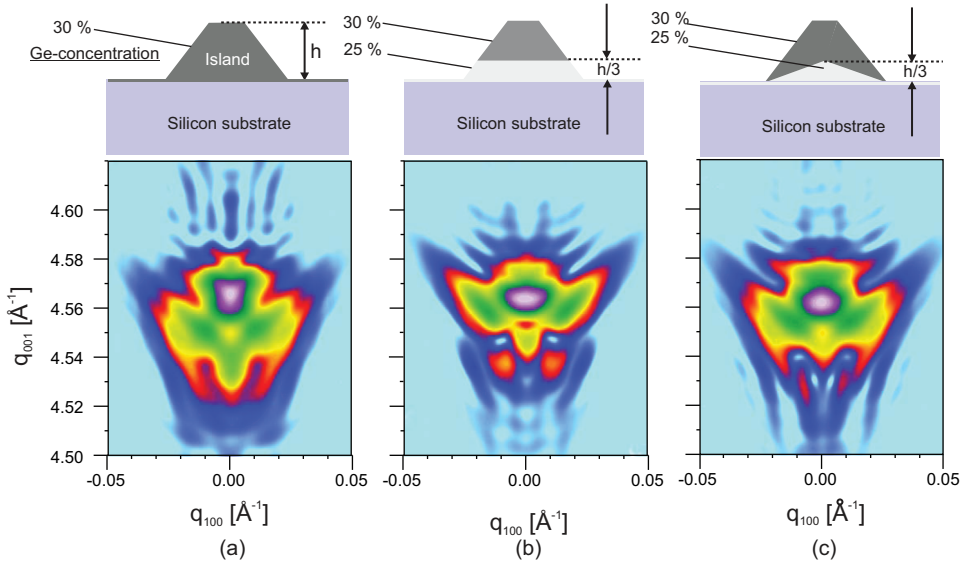 30 %
Ge-concentration
Island
h
Silicon substrate
30 %
25 %
h/3
Silicon substrate
30 %
25 %
h/3
Silicon substrate
q001 [Å-1]
4.60
4.58
4.56
4.54
4.52
4.50
-0.05 0.00 0.05
0.00 0.05
-0.05 0.00 0.05
q100 [Å-1]
q100 [Å-1]
q100 [Å-1]
(a)
(b)
(c)